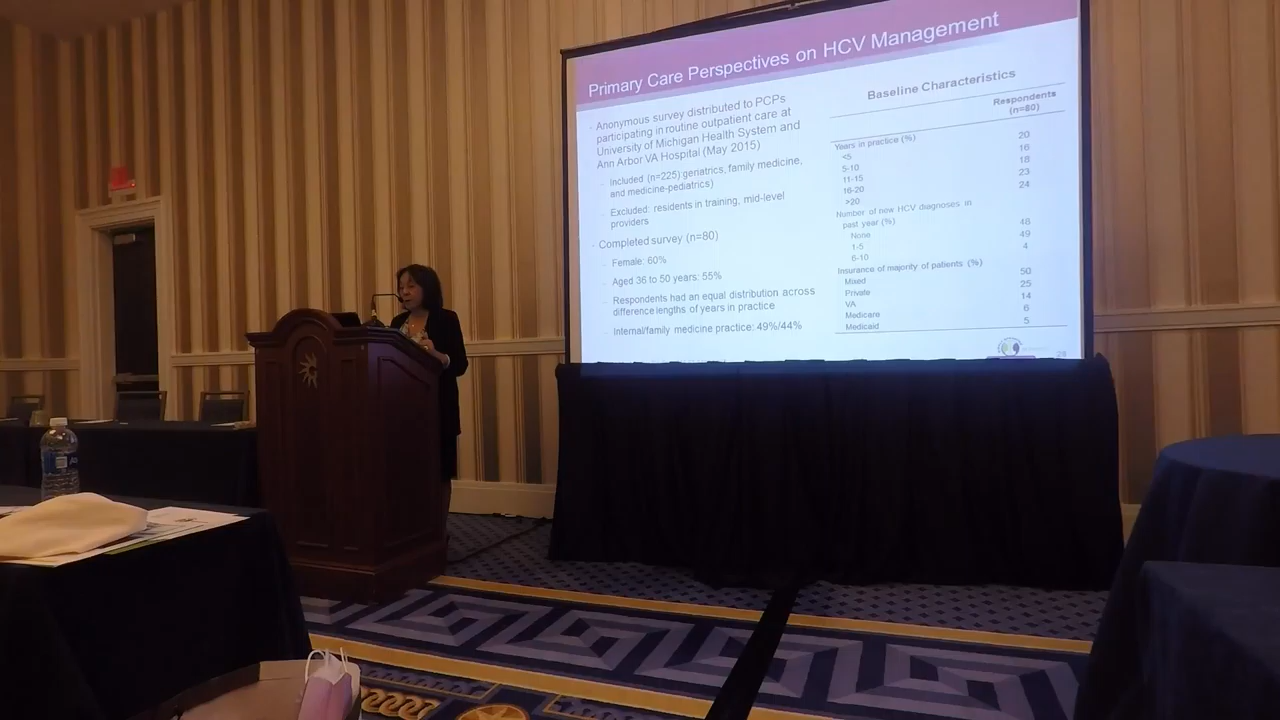 Primary Care Perspectives on HCV Management
Anonymous survey distributed to PCPs
participating in routine outpatient care at
University of Michigan Health System and
Ann Arbor VA Hospital (May 2015)
Included (n=225) geriatrics, family medicine,
and medicine-pediatrics)
Excluded: residents in training, mid-level
providers
Completed survey (n=80)
Female: 60%
Aged 36 to 50 years: 55%
Respondents had an equal distribution across
difference lengths of years in practice
Internal/family medicine practice: 49%/44%
Baseline Characteristics
Respondents
(n=80)
Years in practice (%)
<5 20
5-10 16
11-15 18
16-20 23
>20 24
Number of new HCV diagnoses in
past year (%)
None 48
1-5 49
6-10 4
Insurance of majority of patients (%)
Mixed 50
Private 25
VA 14
Medicare 6
Medicaid 5